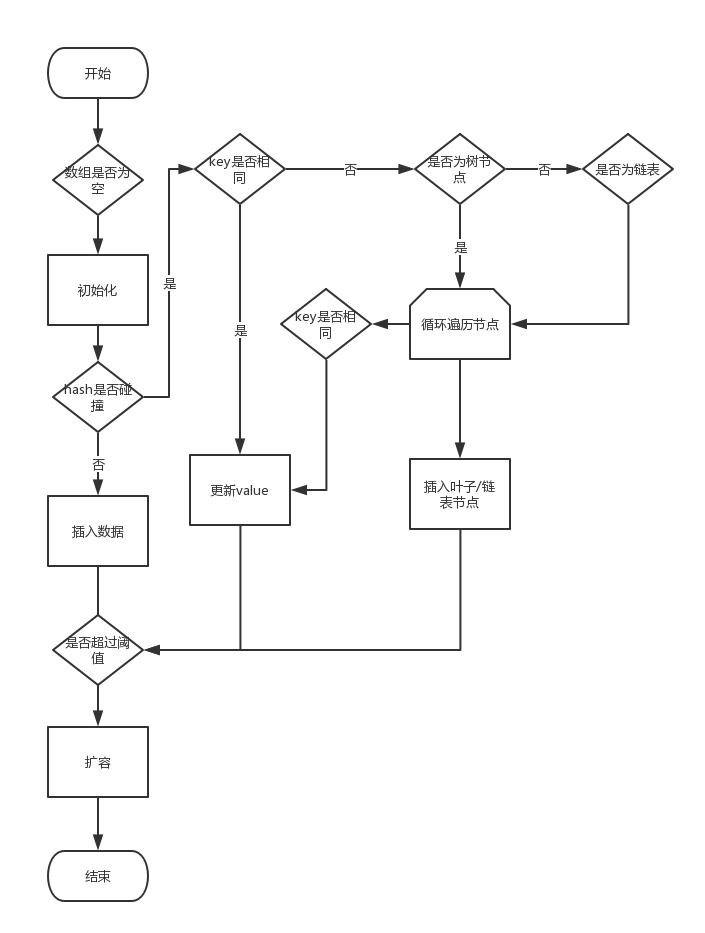 开始
数组是否为
空
初始化
hash是否碰
撞
是
否
插入数据
key是否相
同
否
是
是否为树节
点
否
是
是否为链表
循环遍历节点
key是否相
同
更新value
插入叶子/链
表节点
是否超过阈
值
扩容
结束